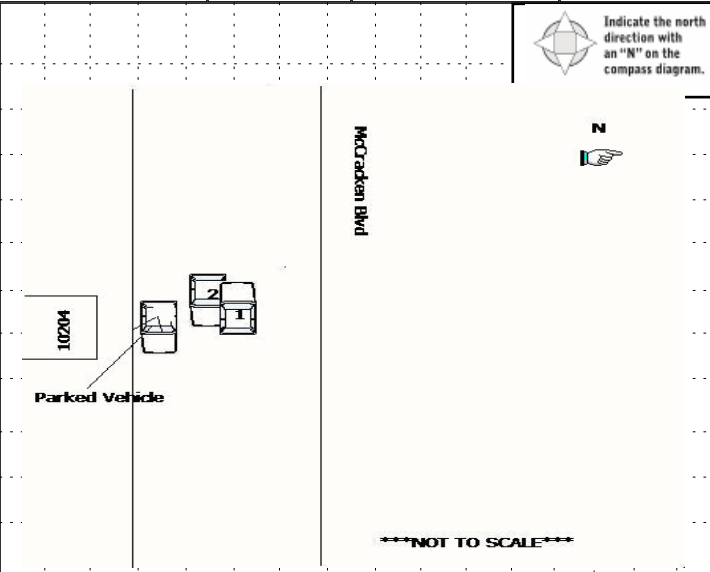 Indicate the north
direction with
an “N” on the
compass diagram.
N
McCracken Blvd
2
1
10204
Parked Vehicle
***NOT TO SCALE***